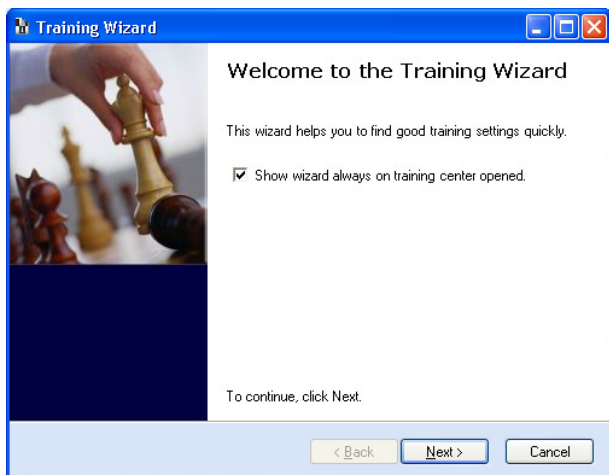 Training Wizard
Welcome to the Training Wizard
This wizard helps you to find good training settings quickly.
Show wizard always on training center opened.
To continue, click Next.
< Back
Next >
Cancel